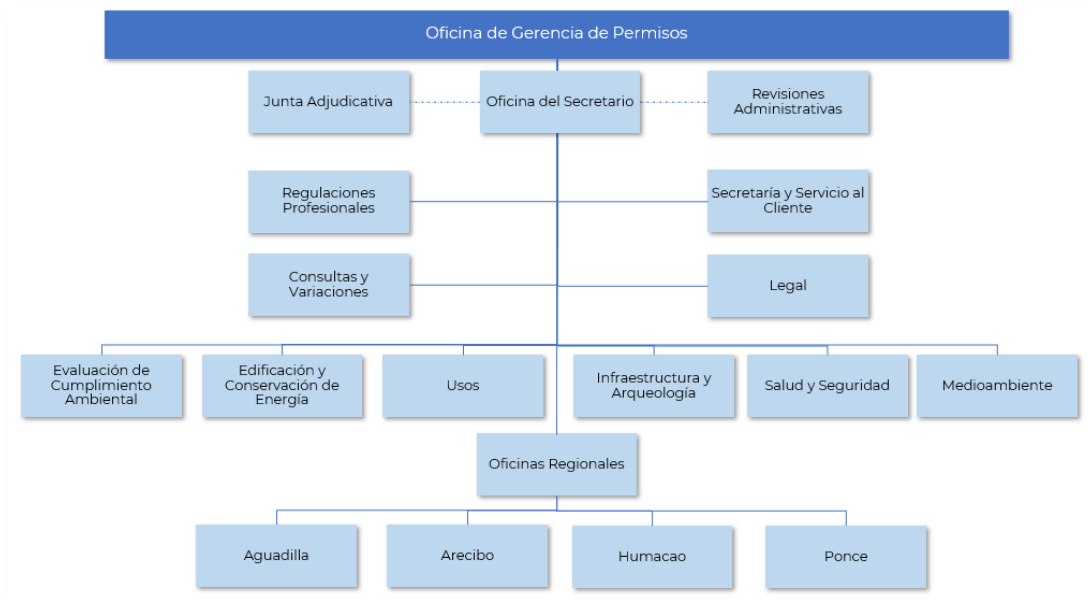 Oficina de Gerencia de Permisos
Junta Adjudicativa
Oficina del Secretario
Revisiones
Administrativas
Regulaciones
Profesionales
Secretaría y Servicio al
Cliente
Consultas y
Variaciones
Legal
Evaluación de
Cumplimiento
Ambiental
Edificación y
Conservación de
Energía
Usos
Infraestructura y
Arqueología
Salud y Seguridad
Medioambiente
Oficinas Regionales
Aguadilla
Arecibo
Humacao
Ponce